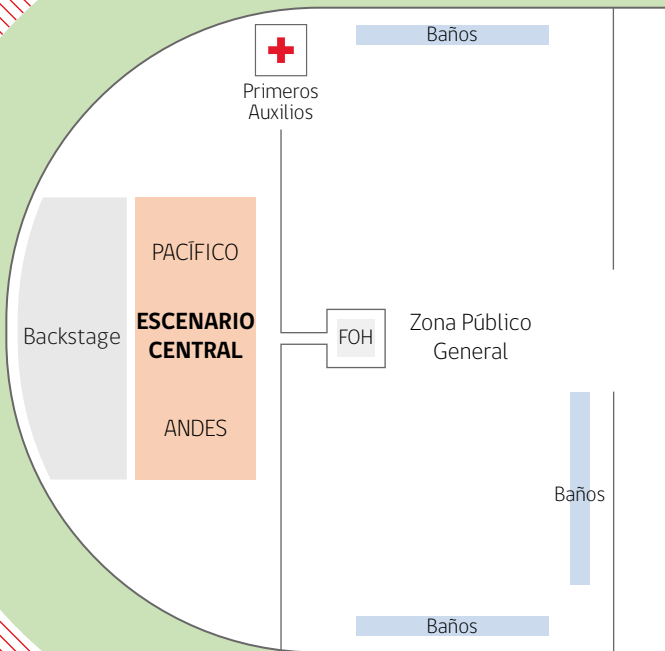 Baños
Primeros
Auxilios
PACÍFICO
ESCENARIO
CENTRAL
ANDES
Backstage
FOH
Zona Público
General
Baños
Baños